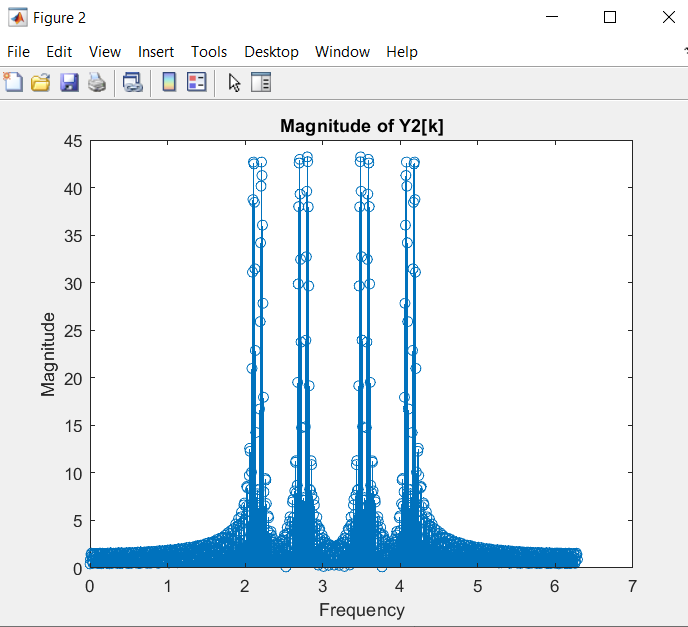 Figure 2
File Edit View Insert Tools Desktop Window Help
Magnitude of Y2[k]
45
40
35
30
25
20
15
10
5
0
Magnitude
0 1 2 3 4 5 6 7
Frequency